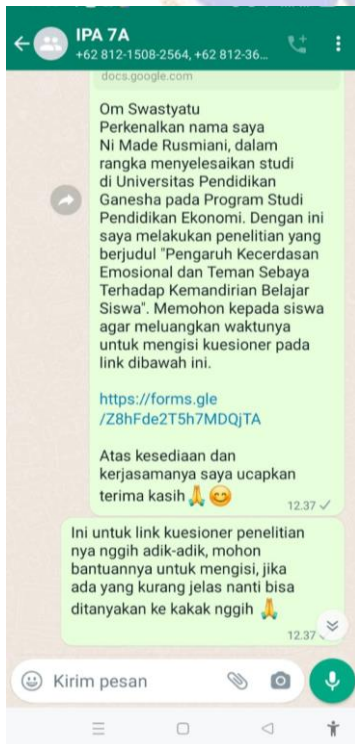 IPA 7A
+62 812-1508-2564, +62 812-36...
docs.google.com
Om Swastyatu
Perkenalkan nama saya
Ni Made Rusmiani, dalam
rangka menyelesaikan studi
di Universitas Pendidikan
Ganesha pada Program Studi
Pendidikan Ekonomi. Dengan ini
saya melakukan penelitian yang
berjudul "Pengaruh Kecerdasan
Emosional dan Teman Sebaya
Terhadap Kemandirian Belajar
Siswa". Memohon kepada siswa
agar meluangkan waktunya
untuk mengisi kuesioner pada
link dibawah ini.
https://forms.gle
/Z8hFde2T5h7MDQjTA
Atas kesediaan dan
kerjasamanya saya ucapkan
terima kasih🙏😊
12.37
Ini untuk link kuesioner penelitian
nya nggih adik-adik, mohon
bantuannya untuk mengisi, jika
ada yang kurang jelas nanti bisa
ditanyakan ke kakak nggih 🙏
12.37
Kirim pesan